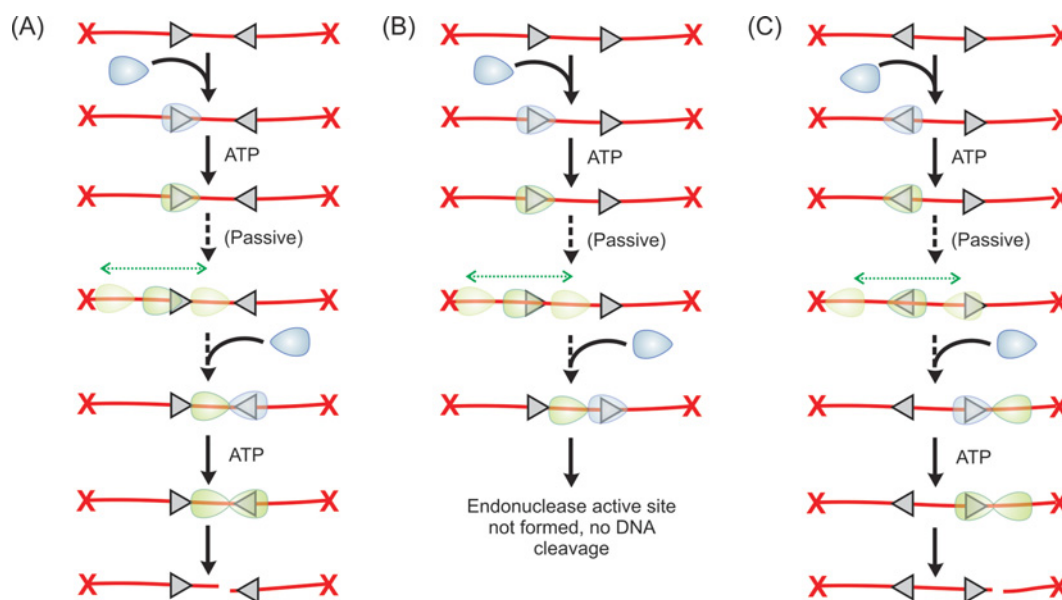 (A)
ATP
(Passive)
ATP
(B)
ATP
(Passive)
Endonuclease active site
not formed, no DNA
cleavage
(C)
ATP
(Passive)
ATP